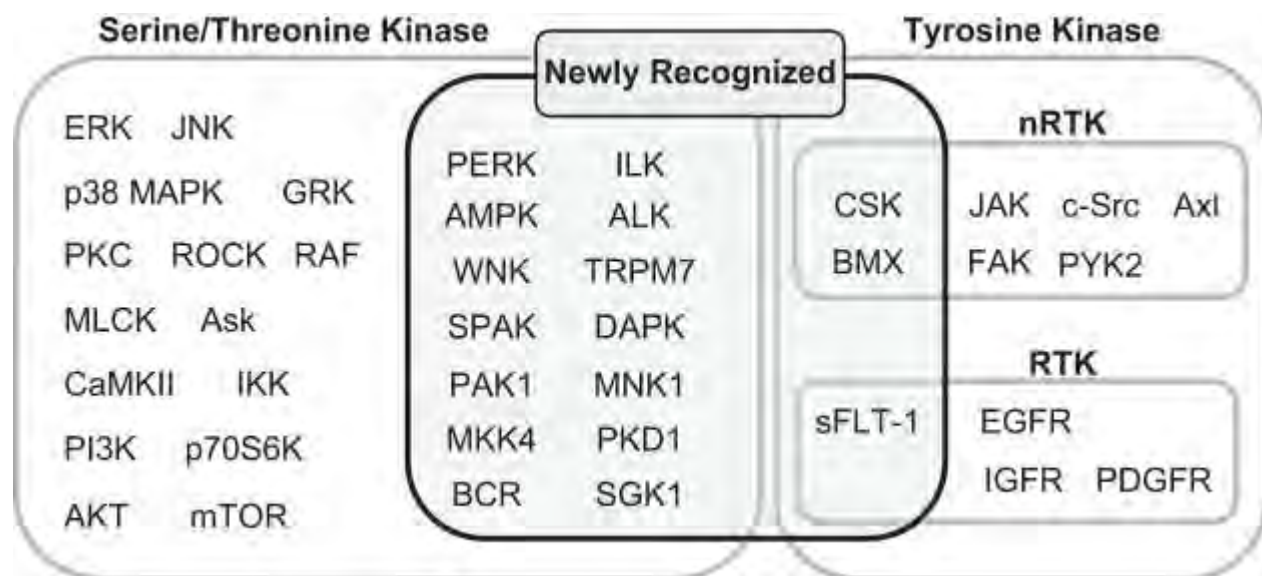 Serine/Threonine Kinase
Newly Recognized
Tyrosine Kinase
ERK JNK
p38 MAPK GRK
PKC ROCK RAF
MLCK Ask
CaMKII IKK
PI3K p70S6K
AKT mTOR
PERK ILK
AMPK ALK
WNK TRPM7
SPAK DAPK
PAK1 MNK1
MKK4 PKD1
BCR SGK1
nRTK
CSK JAK c-Src Axl
BMX FAK PYK2
RTK
sFLT-1 EGFR
IGFR PDGFR